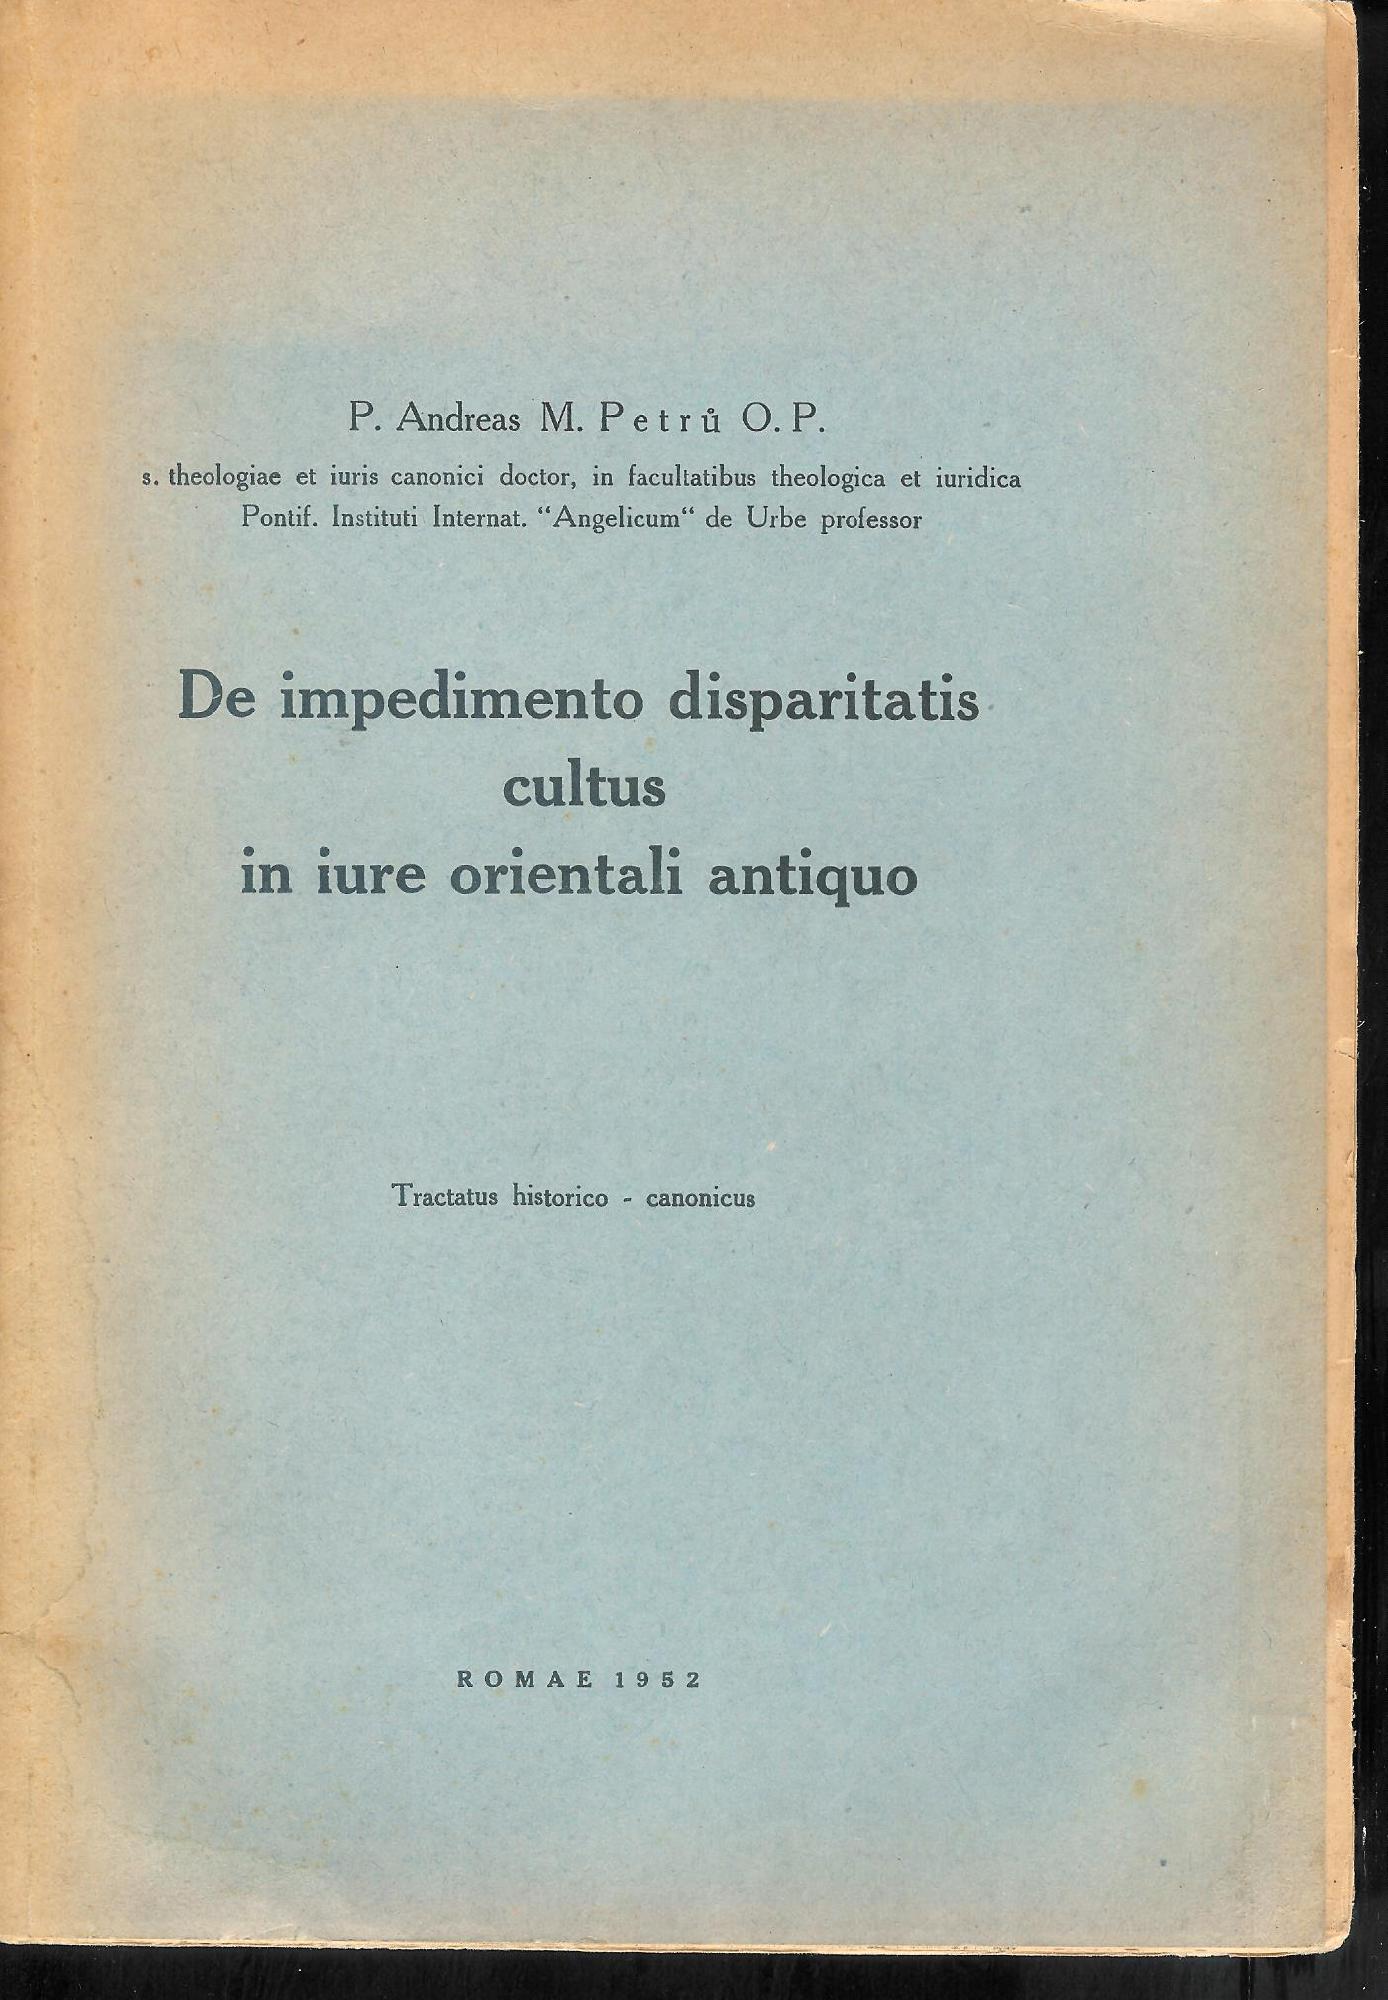 P. Andreas M. Petrů O. P.
s. theologiae et iuris canonici doctor, in facultatibus theologica et iuridica
Pontif. Instituti Internat. “Angelicum“ de Urbe professor
De impedimento disparitatis
cultus
in iure orientali antiquo
Tractatus historico - canonicus
ROMAE 1952